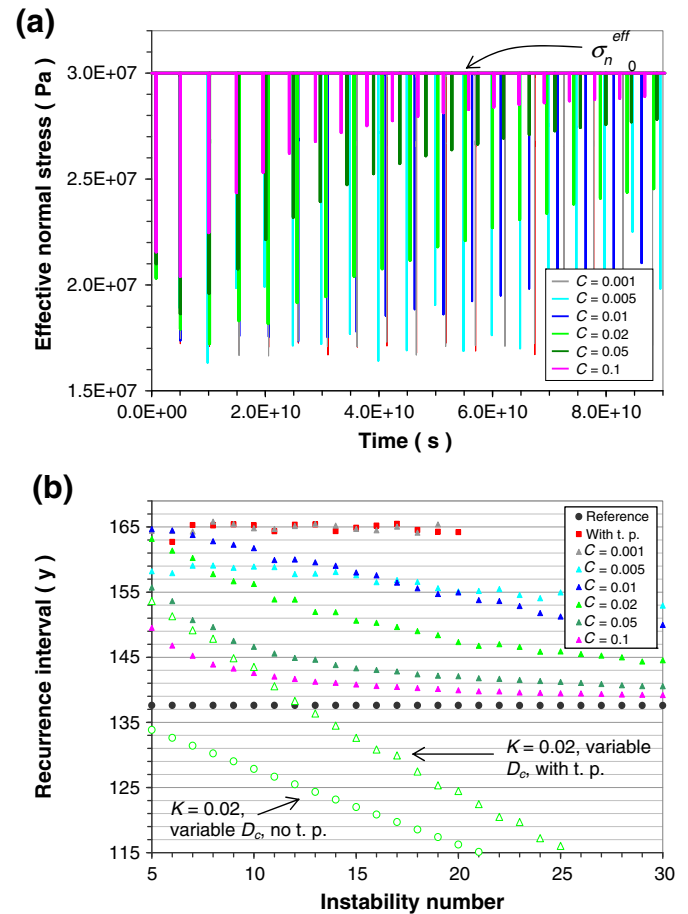 (a)
σn eff 0
Effective normal stress ( Pa )
3.0E+07
2.5E+07
2.0E+07
1.5E+07
C = 0.001
C = 0.005
C = 0.01
C = 0.02
C = 0.05
C = 0.1
0.0E+00 2.0E+10 4.0E+10 6.0E+10 8.0E+10
Time ( s )
(b)
Recurrence interval ( y )
165
155
145
135
125
115
Reference
With t. p.
C = 0.001
C = 0.005
C = 0.01
C = 0.02
C = 0.05
C = 0.1
K = 0.02, variable
Dc, with t. p.
K = 0.02,
variable Dc, no t. p.
5 10 15 20 25 30
Instability number